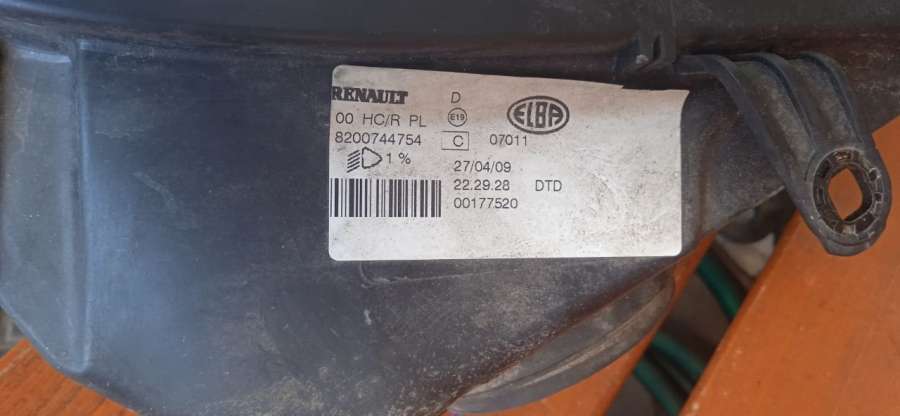 RENAULT D ELBA
00 HC/R PL E19
8200744754 C 07011
1 % 27/04/09
22.29.28 DTD
00177520